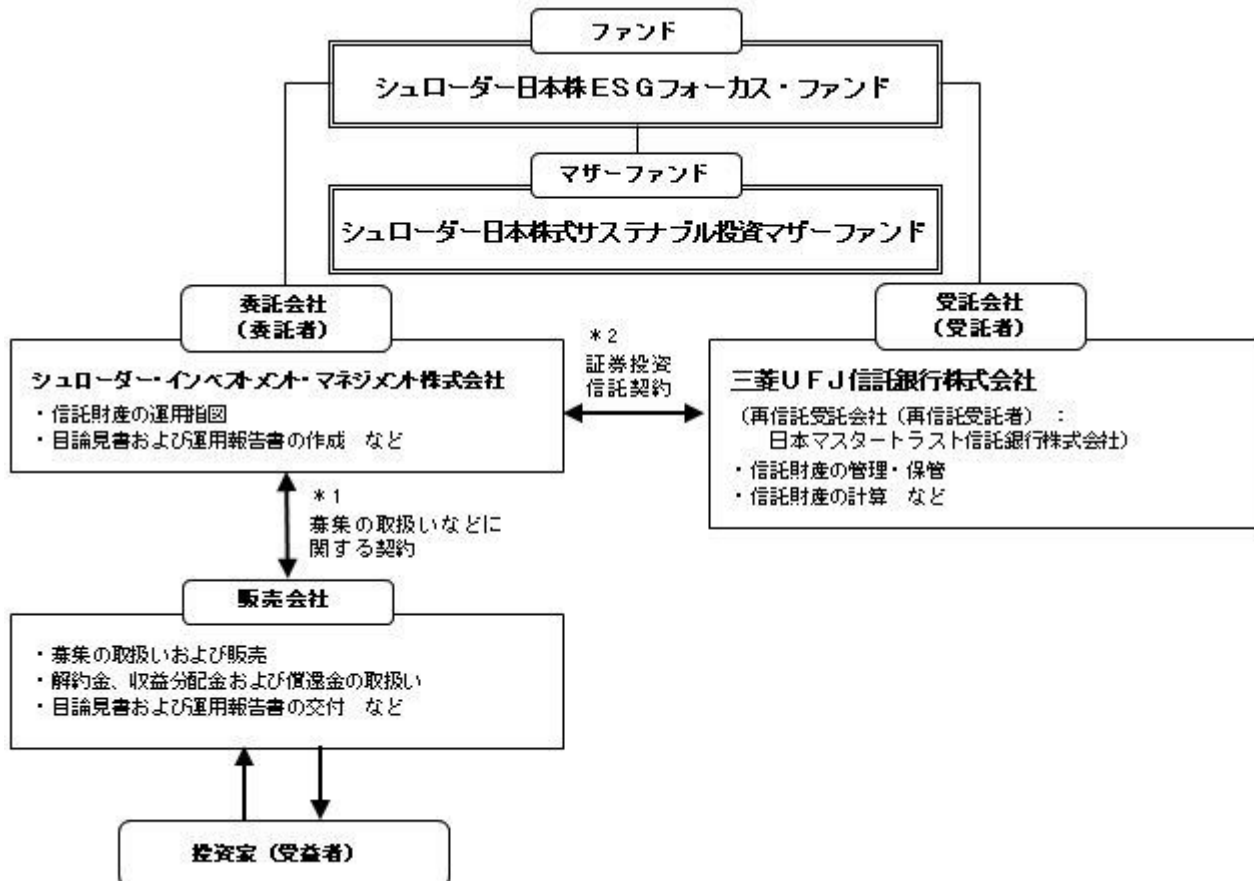 ファンド
シュローダー日本株ESGフォーカス・ファンド
マザーファンド
シュローダー日本株式サステナブル投資マザーファンド
委託会社
（委託者）
シュローダー・インベストメント・マネジメント株式会社
・信託財産の運用指図
・目論見書および運用報告書の作成　など
＊2
証券投資
信託契約
受託会社
（受託者）
三菱ＵＦＪ信託銀行株式会社
（再信託受託会社（再信託受託者）　：
日本マスタートラスト信託銀行株式会社）
・信託財産の管理・保管
・信託財産の計算　など
＊1
募集の取扱いなどに
関する契約
販売会社
・募集の取扱いおよび販売
・解約金、収益分配金および償還金の取扱い
・目論見書および運用報告書の交付　など
投資家（受益者）